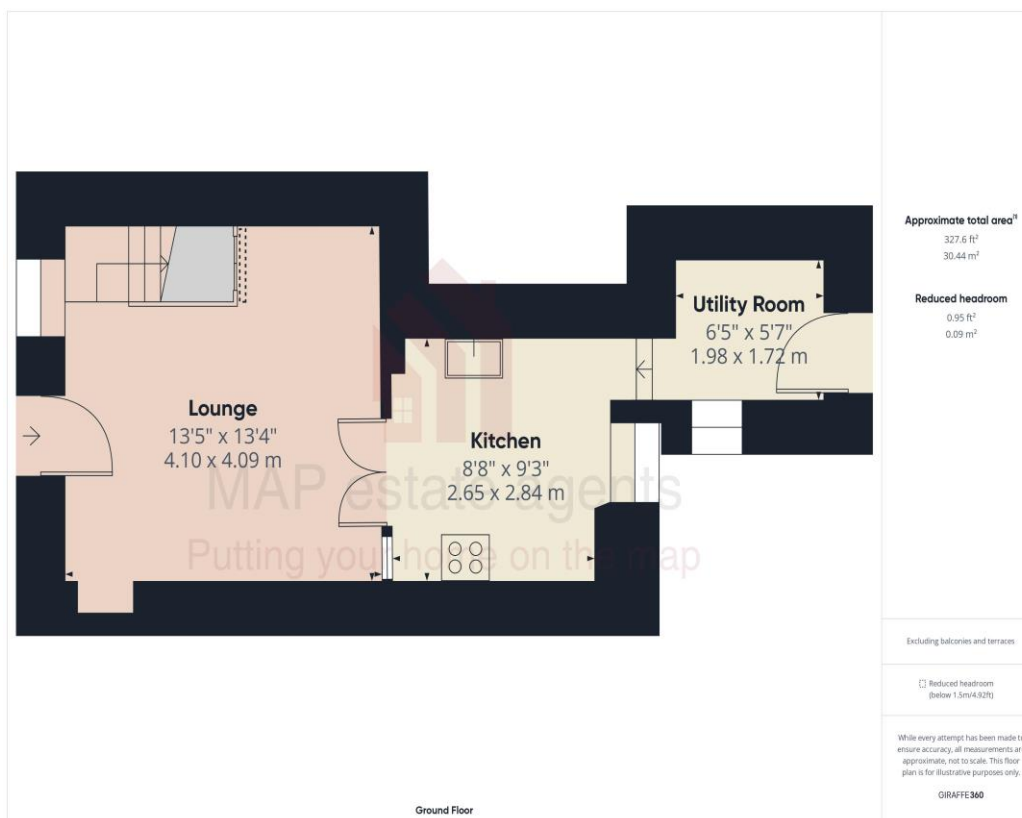 Approximate total area(1)
327.6 ft²
30.44 m²
Reduced headroom
0.95 ft²
0.09 m²
Utility Room
6'5" x 5'7"
1.98 x 1.72 m
Lounge
13'5" x 13'4"
4.10 x 4.09 m
Kitchen
8'8" x 9'3"
2.65 x 2.84 m
MAP estate agents
Putting your home on the map
Excluding balconies and terraces
Reduced headroom
(below 1.5m/4.92ft)
While every attempt has been made to
ensure accuracy, all measurements are
approximate, not to scale. This floor
plan is for illustrative purposes only.
GIRAFFE360
Ground Floor